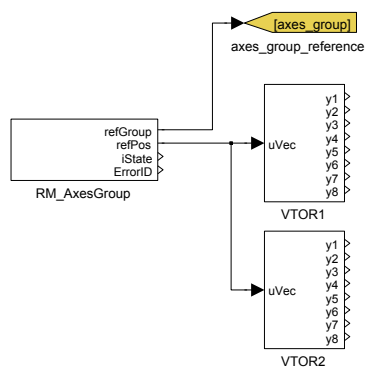 [axes_group]
axes_group_reference
refGroup
refPos
iState
ErrorID
RM_AxesGroup
uVec
y1
y2
y3
y4
y5
y6
y7
y8
VTOR1
uVec
y1
y2
y3
y4
y5
y6
y7
y8
VTOR2